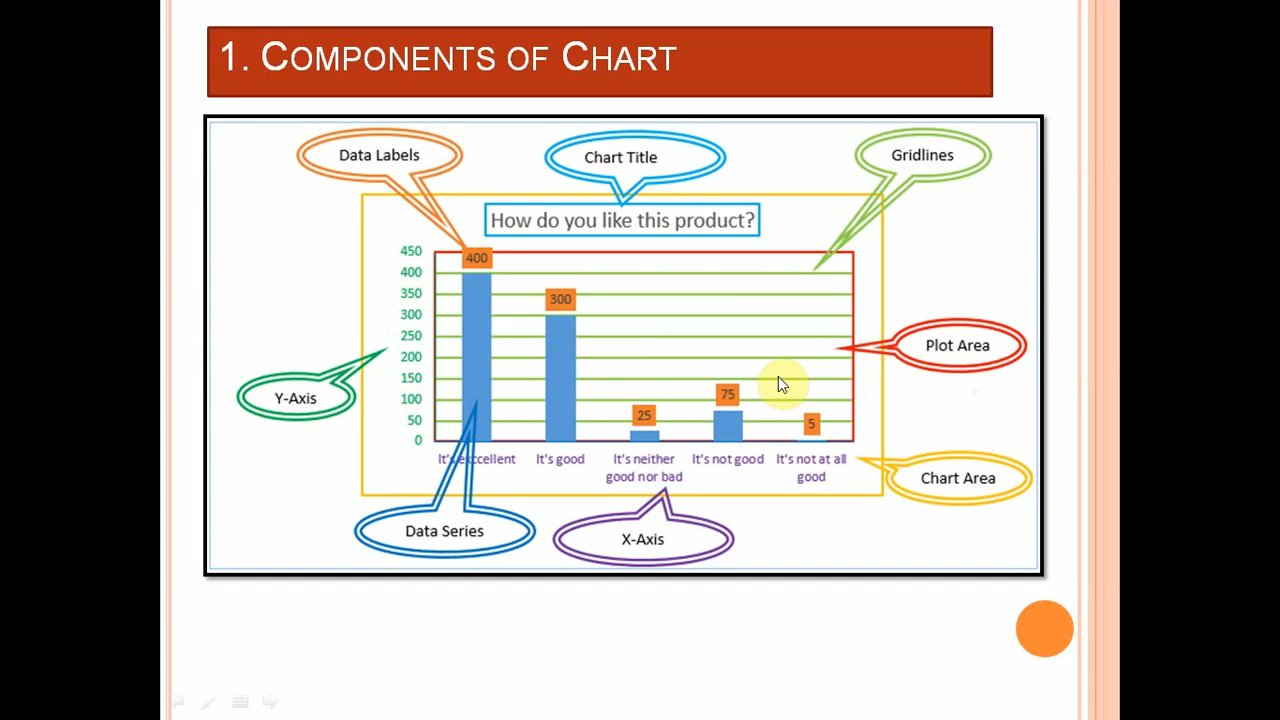 1. COMPONENTS OF CHART
Data Labels
Chart Title
Gridlines
How do you like this product?
450
400
350
300
250
200
150
100
50
0
400
300
25
75
5
Plot Area
Y-Axis
It's exccellent
It's good
It's neither
good nor bad
It's not good
It's not at all
good
Chart Area
Data Series
X-Axis